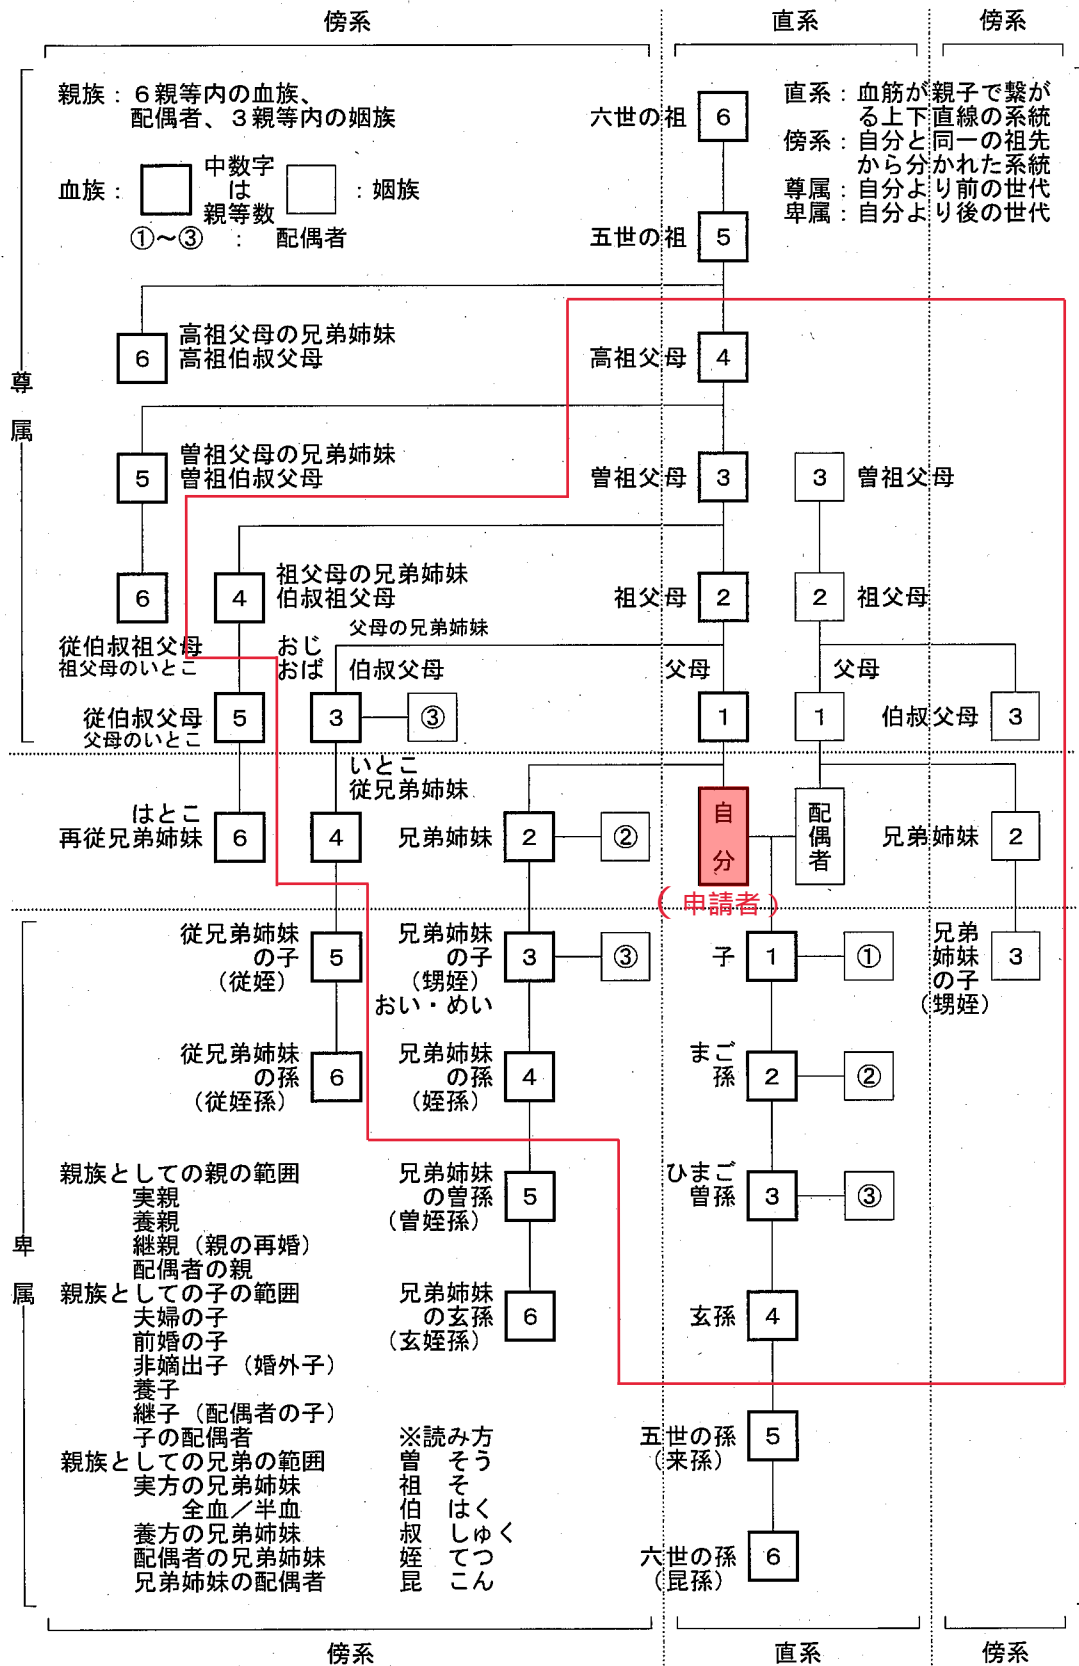 傍系
直系
傍系
親族：６親等内の血族、
配偶者、３親等内の姻族
血族：
中数字
は
親等数
：姻族
①～③　：　配偶者
直系：血筋が親子で繋が
る上下直線の系統
傍系：自分と同一の祖先
から分かれた系統
尊属：自分より前の世代
卑属：自分より後の世代
六世の祖
6
五世の祖
5
尊属
6
高祖父母の兄弟姉妹
高祖伯叔父母
高祖父母
4
5
曽祖父母の兄弟姉妹
曽祖伯叔父母
曽祖父母
3
3
曽祖父母
6
従伯叔祖父母
祖父母のいとこ
4
祖父母の兄弟姉妹
伯叔祖父母
祖父母
2
2
祖父母
父母の兄弟姉妹
おじ
おば
伯叔父母
父母
父母
従伯叔父母
父母のいとこ
5
3
③
1
1
伯叔父母
3
いとこ
従兄弟姉妹
はとこ
再従兄弟姉妹
6
4
兄弟姉妹
2
②
自分
配偶者
兄弟姉妹
2
（申請者）
従兄弟姉妹
の子
（従姪）
5
兄弟姉妹
の子
（甥姪）
おい・めい
3
③
子
1
①
兄弟
姉妹
の子
（甥姪）
3
従兄弟姉妹
の孫
（従姪孫）
6
兄弟姉妹
の孫
（姪孫）
4
まご
孫
2
②
兄弟姉妹
の曽孫
（曽姪孫）
5
ひまご
曽孫
3
③
卑属
兄弟姉妹
の玄孫
（玄姪孫）
6
玄孫
4
親族としての親の範囲
実親
養親
継親（親の再婚）
配偶者の親
親族としての子の範囲
夫婦の子
前婚の子
非嫡出子（婚外子）
養子
継子（配偶者の子）
子の配偶者
親族としての兄弟の範囲
実方の兄弟姉妹
全血／半血
養方の兄弟姉妹
配偶者の兄弟姉妹
兄弟姉妹の配偶者
※読み方
曽　そう
祖　そ
伯　はく
叔　しゅく
姪　てつ
昆　こん
五世の孫
（来孫）
5
六世の孫
（昆孫）
6
傍系
直系
傍系